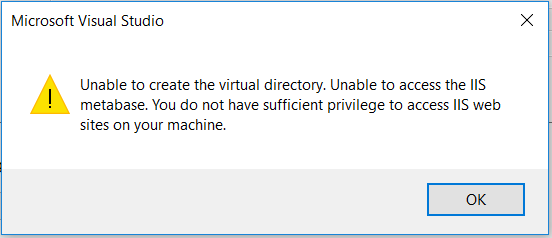 Microsoft Visual Studio
Unable to create the virtual directory. Unable to access the IIS
metabase. You do not have sufficient privilege to access IIS web
sites on your machine.
OK